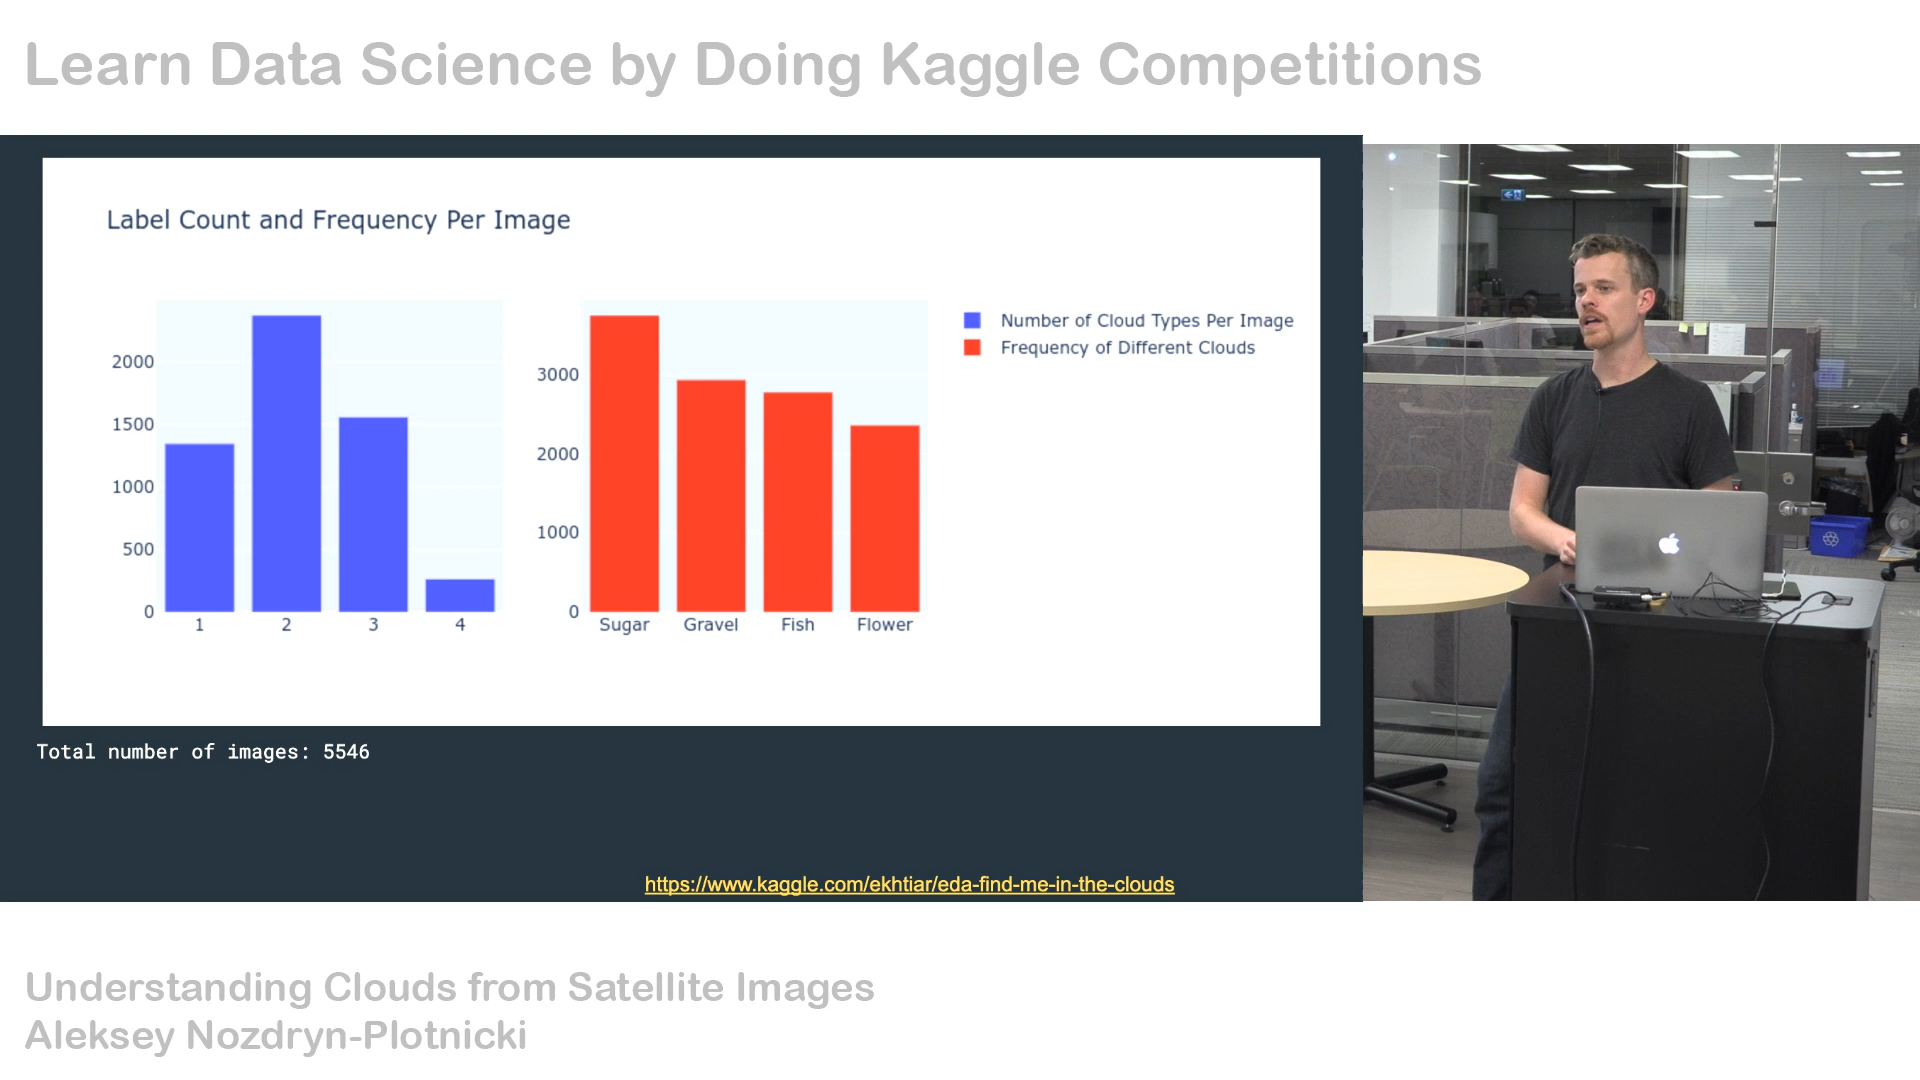 Learn Data Science by Doing Kaggle Competitions
Label Count and Frequency Per Image
2000
1500
1000
500
0
1 2 3 4
3000
2000
1000
0
Sugar Gravel Fish Flower
Number of Cloud Types Per Image
Frequency of Different Clouds
Total number of images: 5546
https://www.kaggle.com/ekhtiar/eda-find-me-in-the-clouds
Understanding Clouds from Satellite Images
Aleksey Nozdryn-Plotnicki